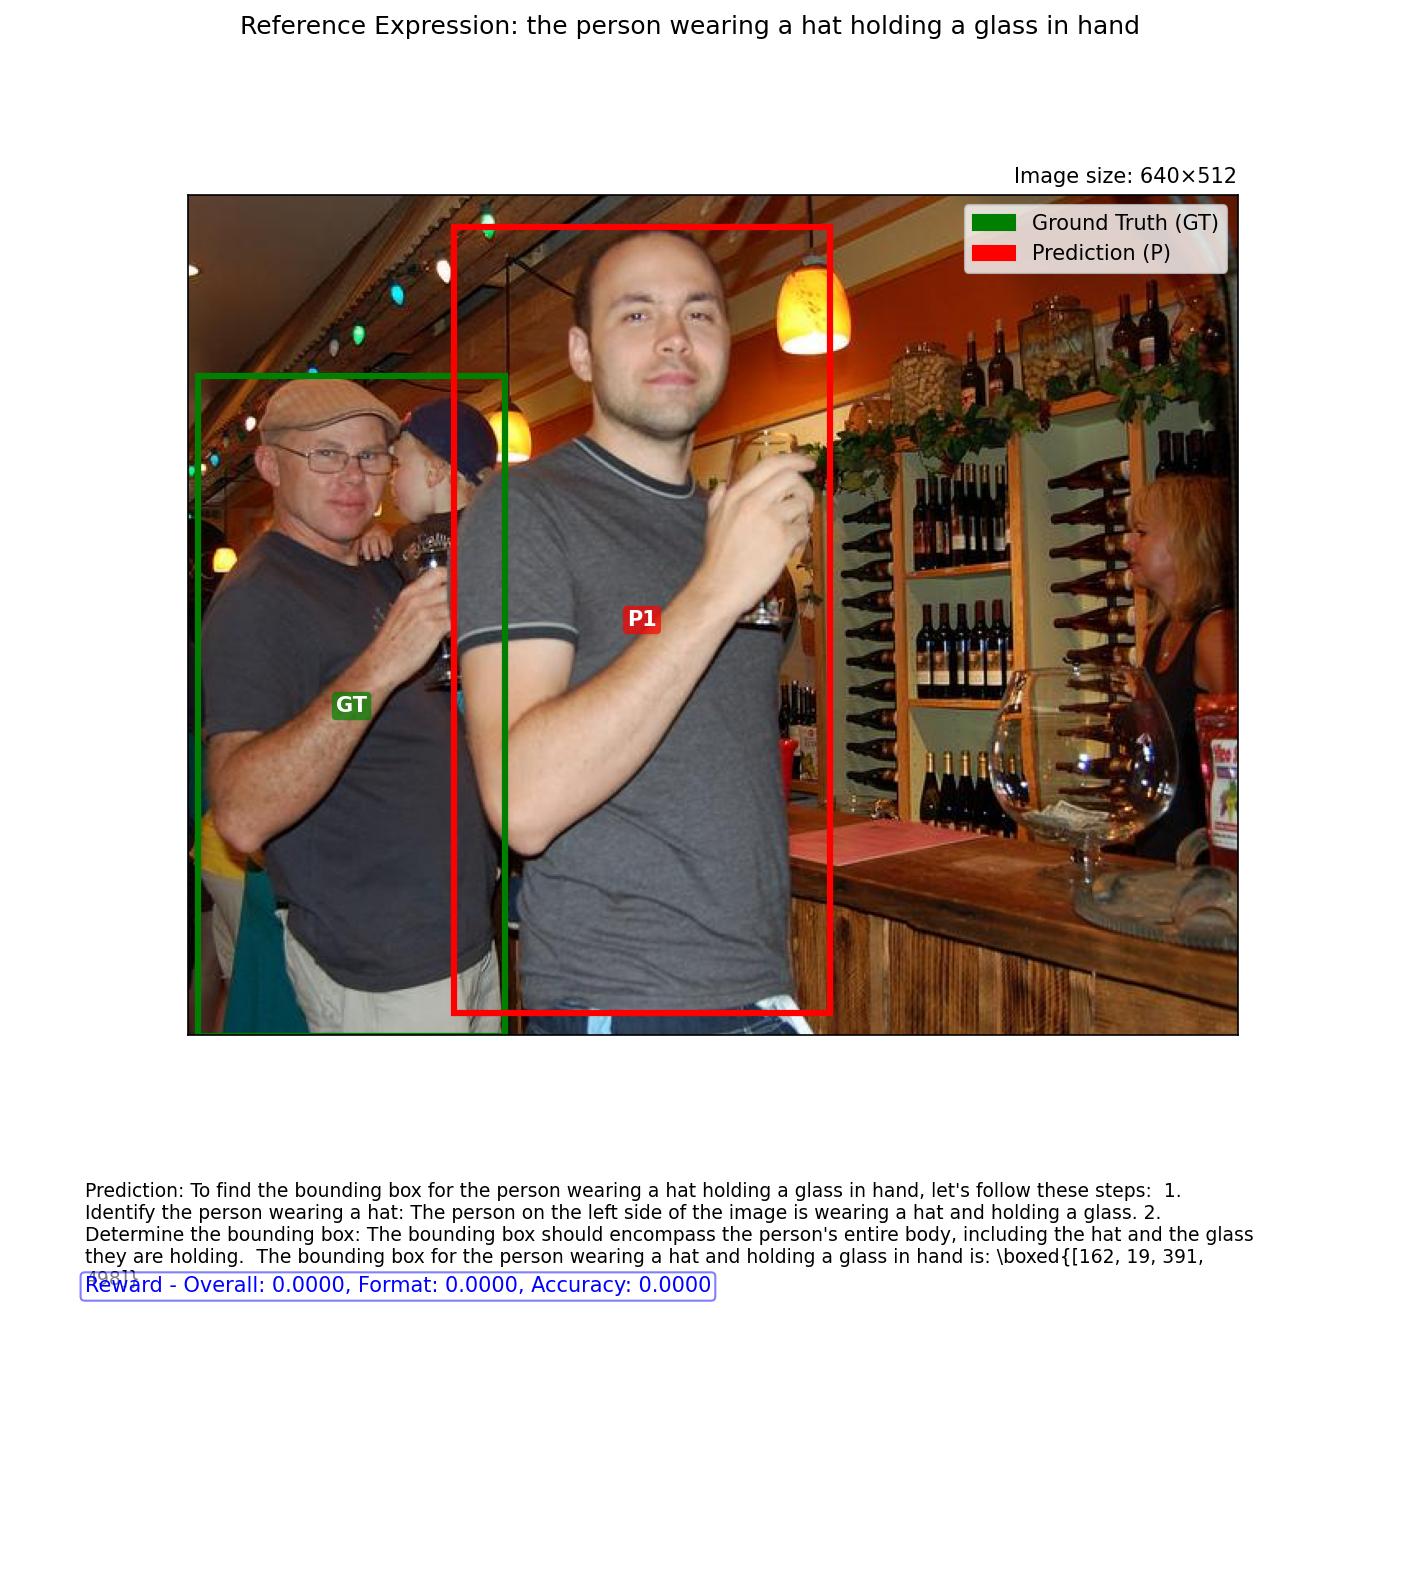 Reference Expression: the person wearing a hat holding a glass in hand
Image size: 640×512
Ground Truth (GT)
Prediction (P)
GT
P1
Prediction: To find the bounding box for the person wearing a hat holding a glass in hand, let's follow these steps:  1.
Identify the person wearing a hat: The person on the left side of the image is wearing a hat and holding a glass. 2.
Determine the bounding box: The bounding box should encompass the person's entire body, including the hat and the glass
they are holding.  The bounding box for the person wearing a hat and holding a glass in hand is: \boxed{[162, 19, 391,
498]}
Reward - Overall: 0.0000, Format: 0.0000, Accuracy: 0.0000